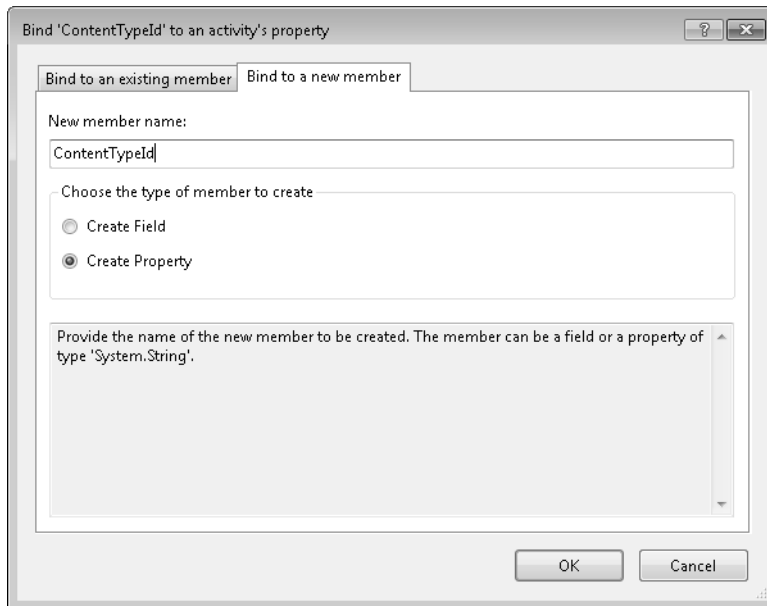 Bind 'ContentTypeId' to an activity's property
Bind to an existing member
Bind to a new member
New member name:
ContentTypeId
Choose the type of member to create
Create Field
Create Property
Provide the name of the new member to be created. The member can be a field or a property of
type 'System.String'.
OK
Cancel